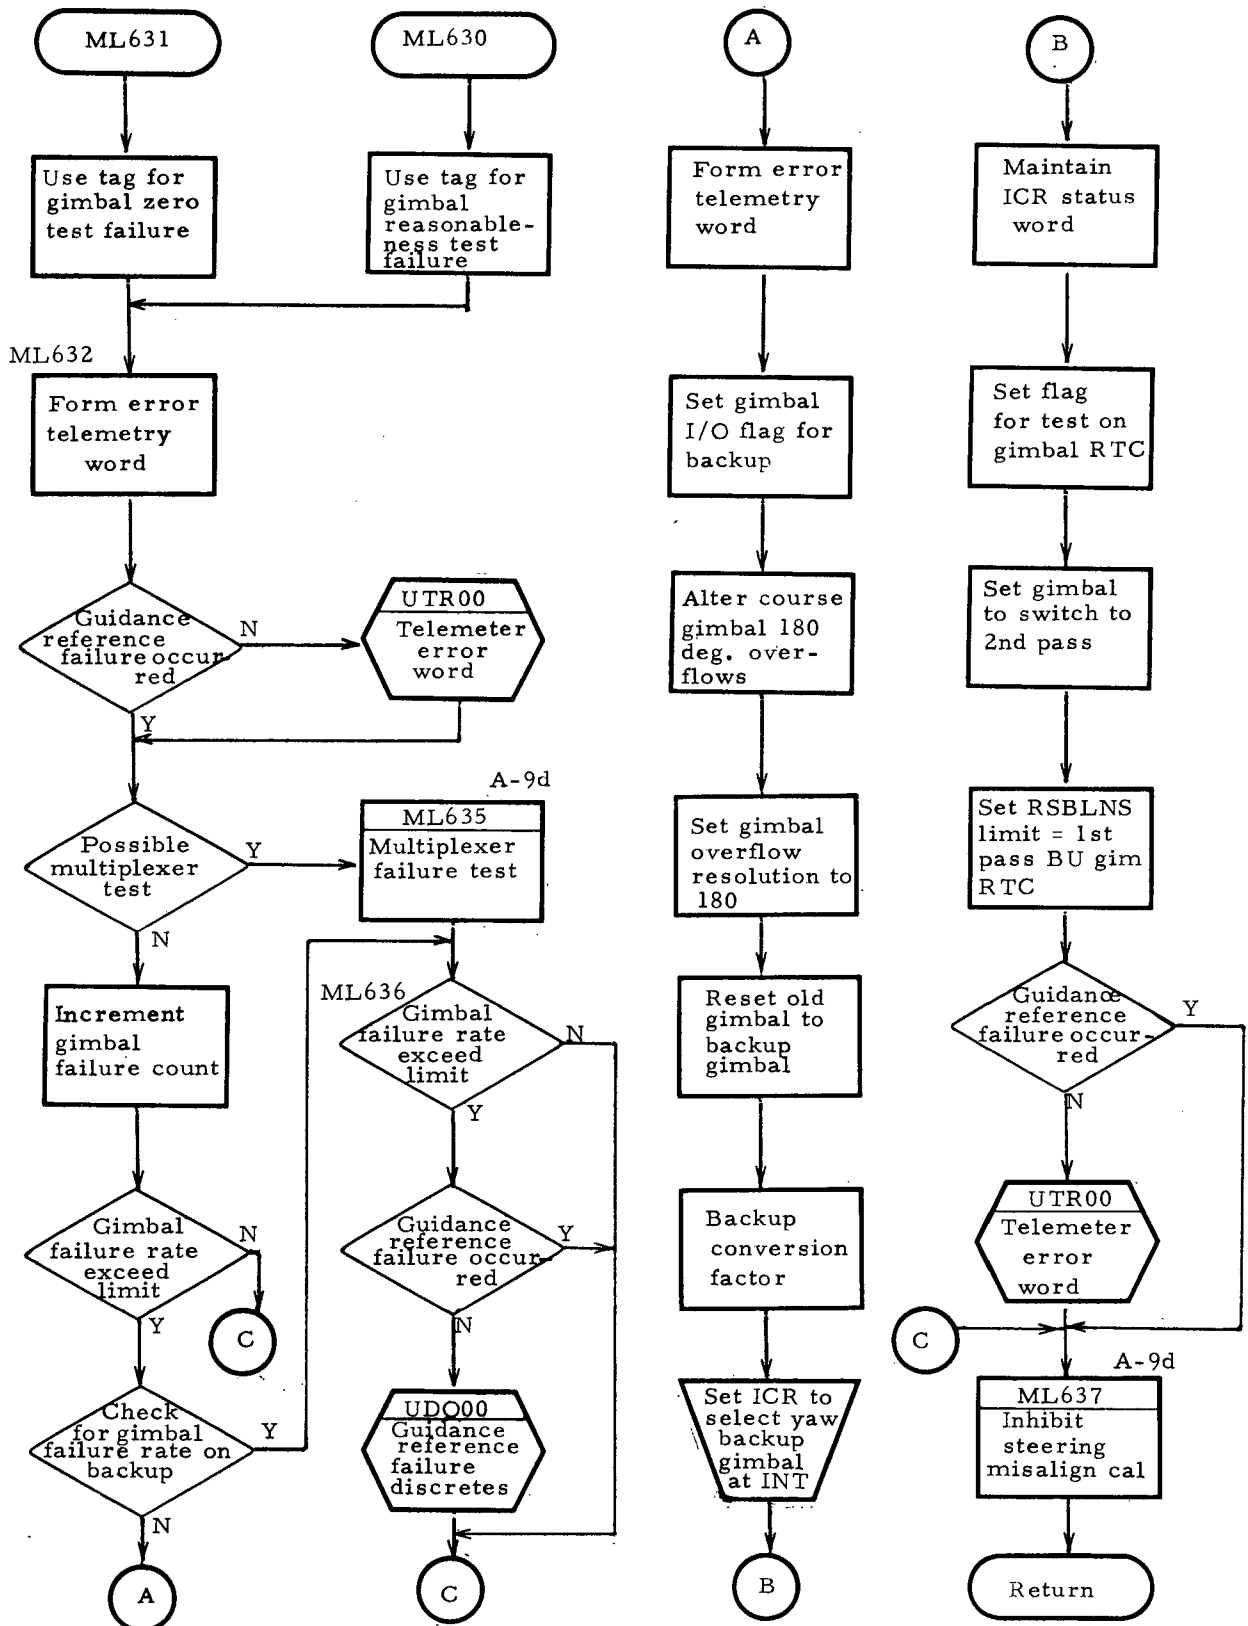 ML631
Use tag for
gimbal zero
test failure
ML630
Use tag for
gimbal
reasonable-
ness test
failure
ML632
Form error
telemetry
word
Guidance
reference
failure occur-
red
N
Y
UTR00
Telemeter
error
word
Possible
multiplexer
test
Y
N
A-9d
ML635
Multiplexer
failure test
Increment
gimbal
failure count
Gimbal
failure rate
exceed
limit
N
Y
C
Check
for gimbal
failure rate on
backup
Y
N
A
ML636
Gimbal
failure rate
exceed
limit
N
Y
Guidance
reference
failure occur-
red
Y
N
UDO00
Guidance
reference
failure
discretes
C
A
Form error
telemetry
word
Set gimbal
I/O flag for
backup
Alter course
gimbal 180
deg. over-
flows
Set gimbal
overflow
resolution to
180
Reset old
gimbal to
backup
gimbal
Backup
conversion
factor
Set ICR to
select yaw
backup
gimbal
at INT
B
B
Maintain
ICR status
word
Set flag
for test on
gimbal RTC
Set gimbal
to switch to
2nd pass
Set RSBLNS
limit = 1st
pass BU gim
RTC
Guidance
reference
failure occur-
red
Y
N
UTR00
Telemeter
error
word
C
A-9d
ML637
Inhibit
steering
misalign cal
Return